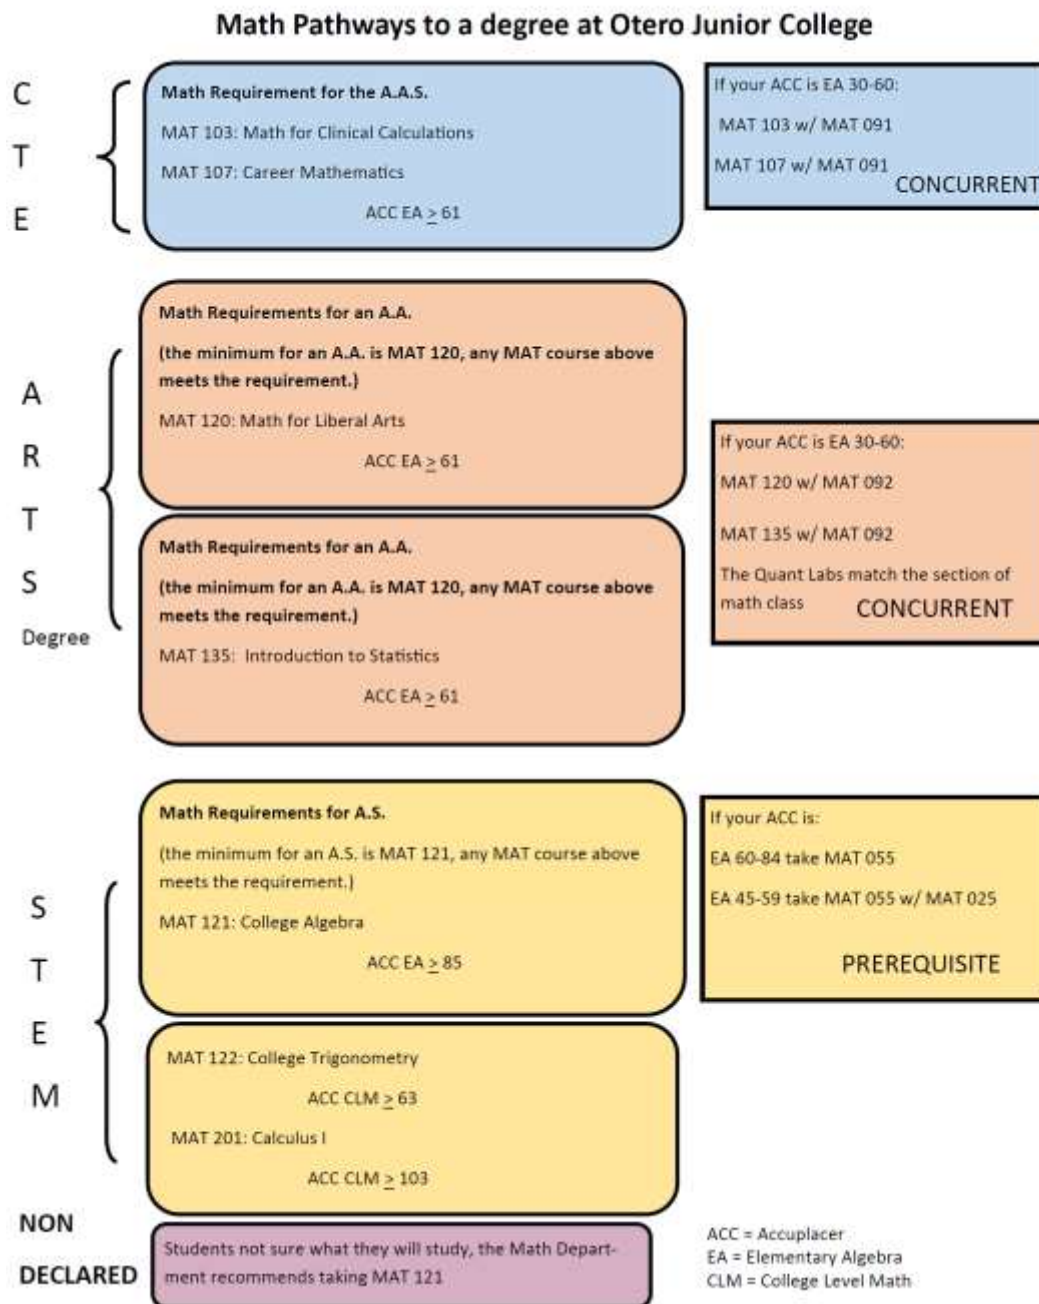 Math Pathways to a degree at Otero Junior College
C
T
E
Math Requirement for the A.A.S.
MAT 103: Math for Clinical Calculations
MAT 107: Career Mathematics
ACC EA ≥ 61
If your ACC is EA 30-60:
MAT 103 w/ MAT 091
MAT 107 w/ MAT 091
CONCURRENT
A
R
T
S
Degree
Math Requirements for an A.A.
(the minimum for an A.A. is MAT 120, any MAT course above
meets the requirement.)
MAT 120: Math for Liberal Arts
ACC EA ≥ 61
Math Requirements for an A.A.
(the minimum for an A.A. is MAT 120, any MAT course above
meets the requirement.)
MAT 135: Introduction to Statistics
ACC EA ≥ 61
If your ACC is EA 30-60:
MAT 120 w/ MAT 092
MAT 135 w/ MAT 092
The Quant Labs match the section of
math class CONCURRENT
S
T
E
M
Math Requirements for A.S.
(the minimum for an A.S. is MAT 121, any MAT course above
meets the requirement.)
MAT 121: College Algebra
ACC EA ≥ 85
If your ACC is:
EA 60-84 take MAT 055
EA 45-59 take MAT 055 w/ MAT 025
PREREQUISITE
MAT 122: College Trigonometry
ACC CLM ≥ 63
MAT 201: Calculus I
ACC CLM ≥ 103
NON
DECLARED
Students not sure what they will study, the Math Depart-
ment recommends taking MAT 121
ACC = Accuplacer
EA = Elementary Algebra
CLM = College Level Math